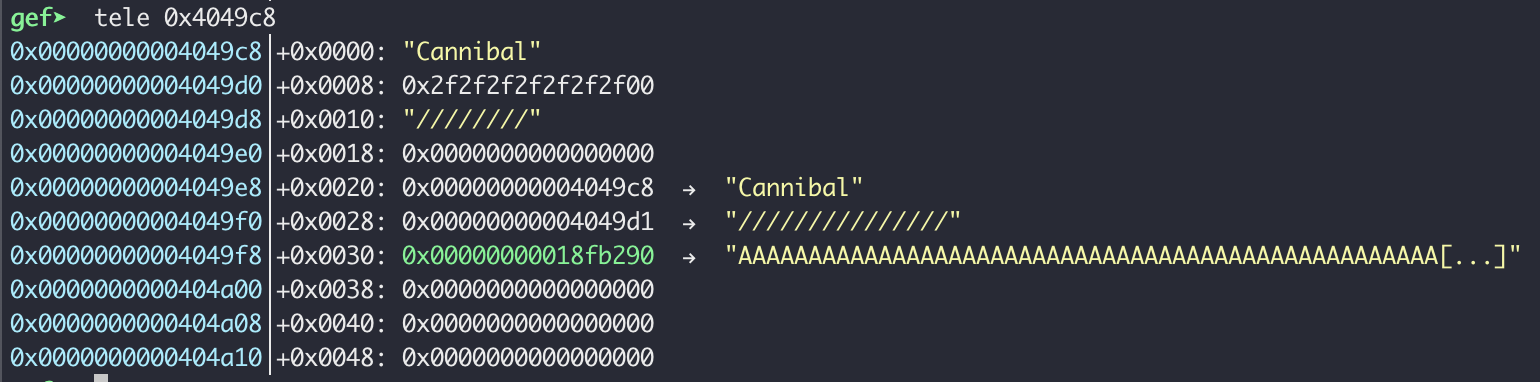 gef➤  tele 0x4049c8
0x00000000004049c8│+0x0000: "Cannibal"
0x00000000004049d0│+0x0008: 0x2f2f2f2f2f2f2f00
0x00000000004049d8│+0x0010: "////////"
0x00000000004049e0│+0x0018: 0x0000000000000000
0x00000000004049e8│+0x0020: 0x00000000004049c8  →  "Cannibal"
0x00000000004049f0│+0x0028: 0x00000000004049d1  →  "///////////////"
0x00000000004049f8│+0x0030: 0x00000000018fb290  →  "AAAAAAAAAAAAAAAAAAAAAAAAAAAAAAAAAAAAAAAAAAAAAAAAAA[...]"
0x0000000000404a00│+0x0038: 0x0000000000000000
0x0000000000404a08│+0x0040: 0x0000000000000000
0x0000000000404a10│+0x0048: 0x0000000000000000